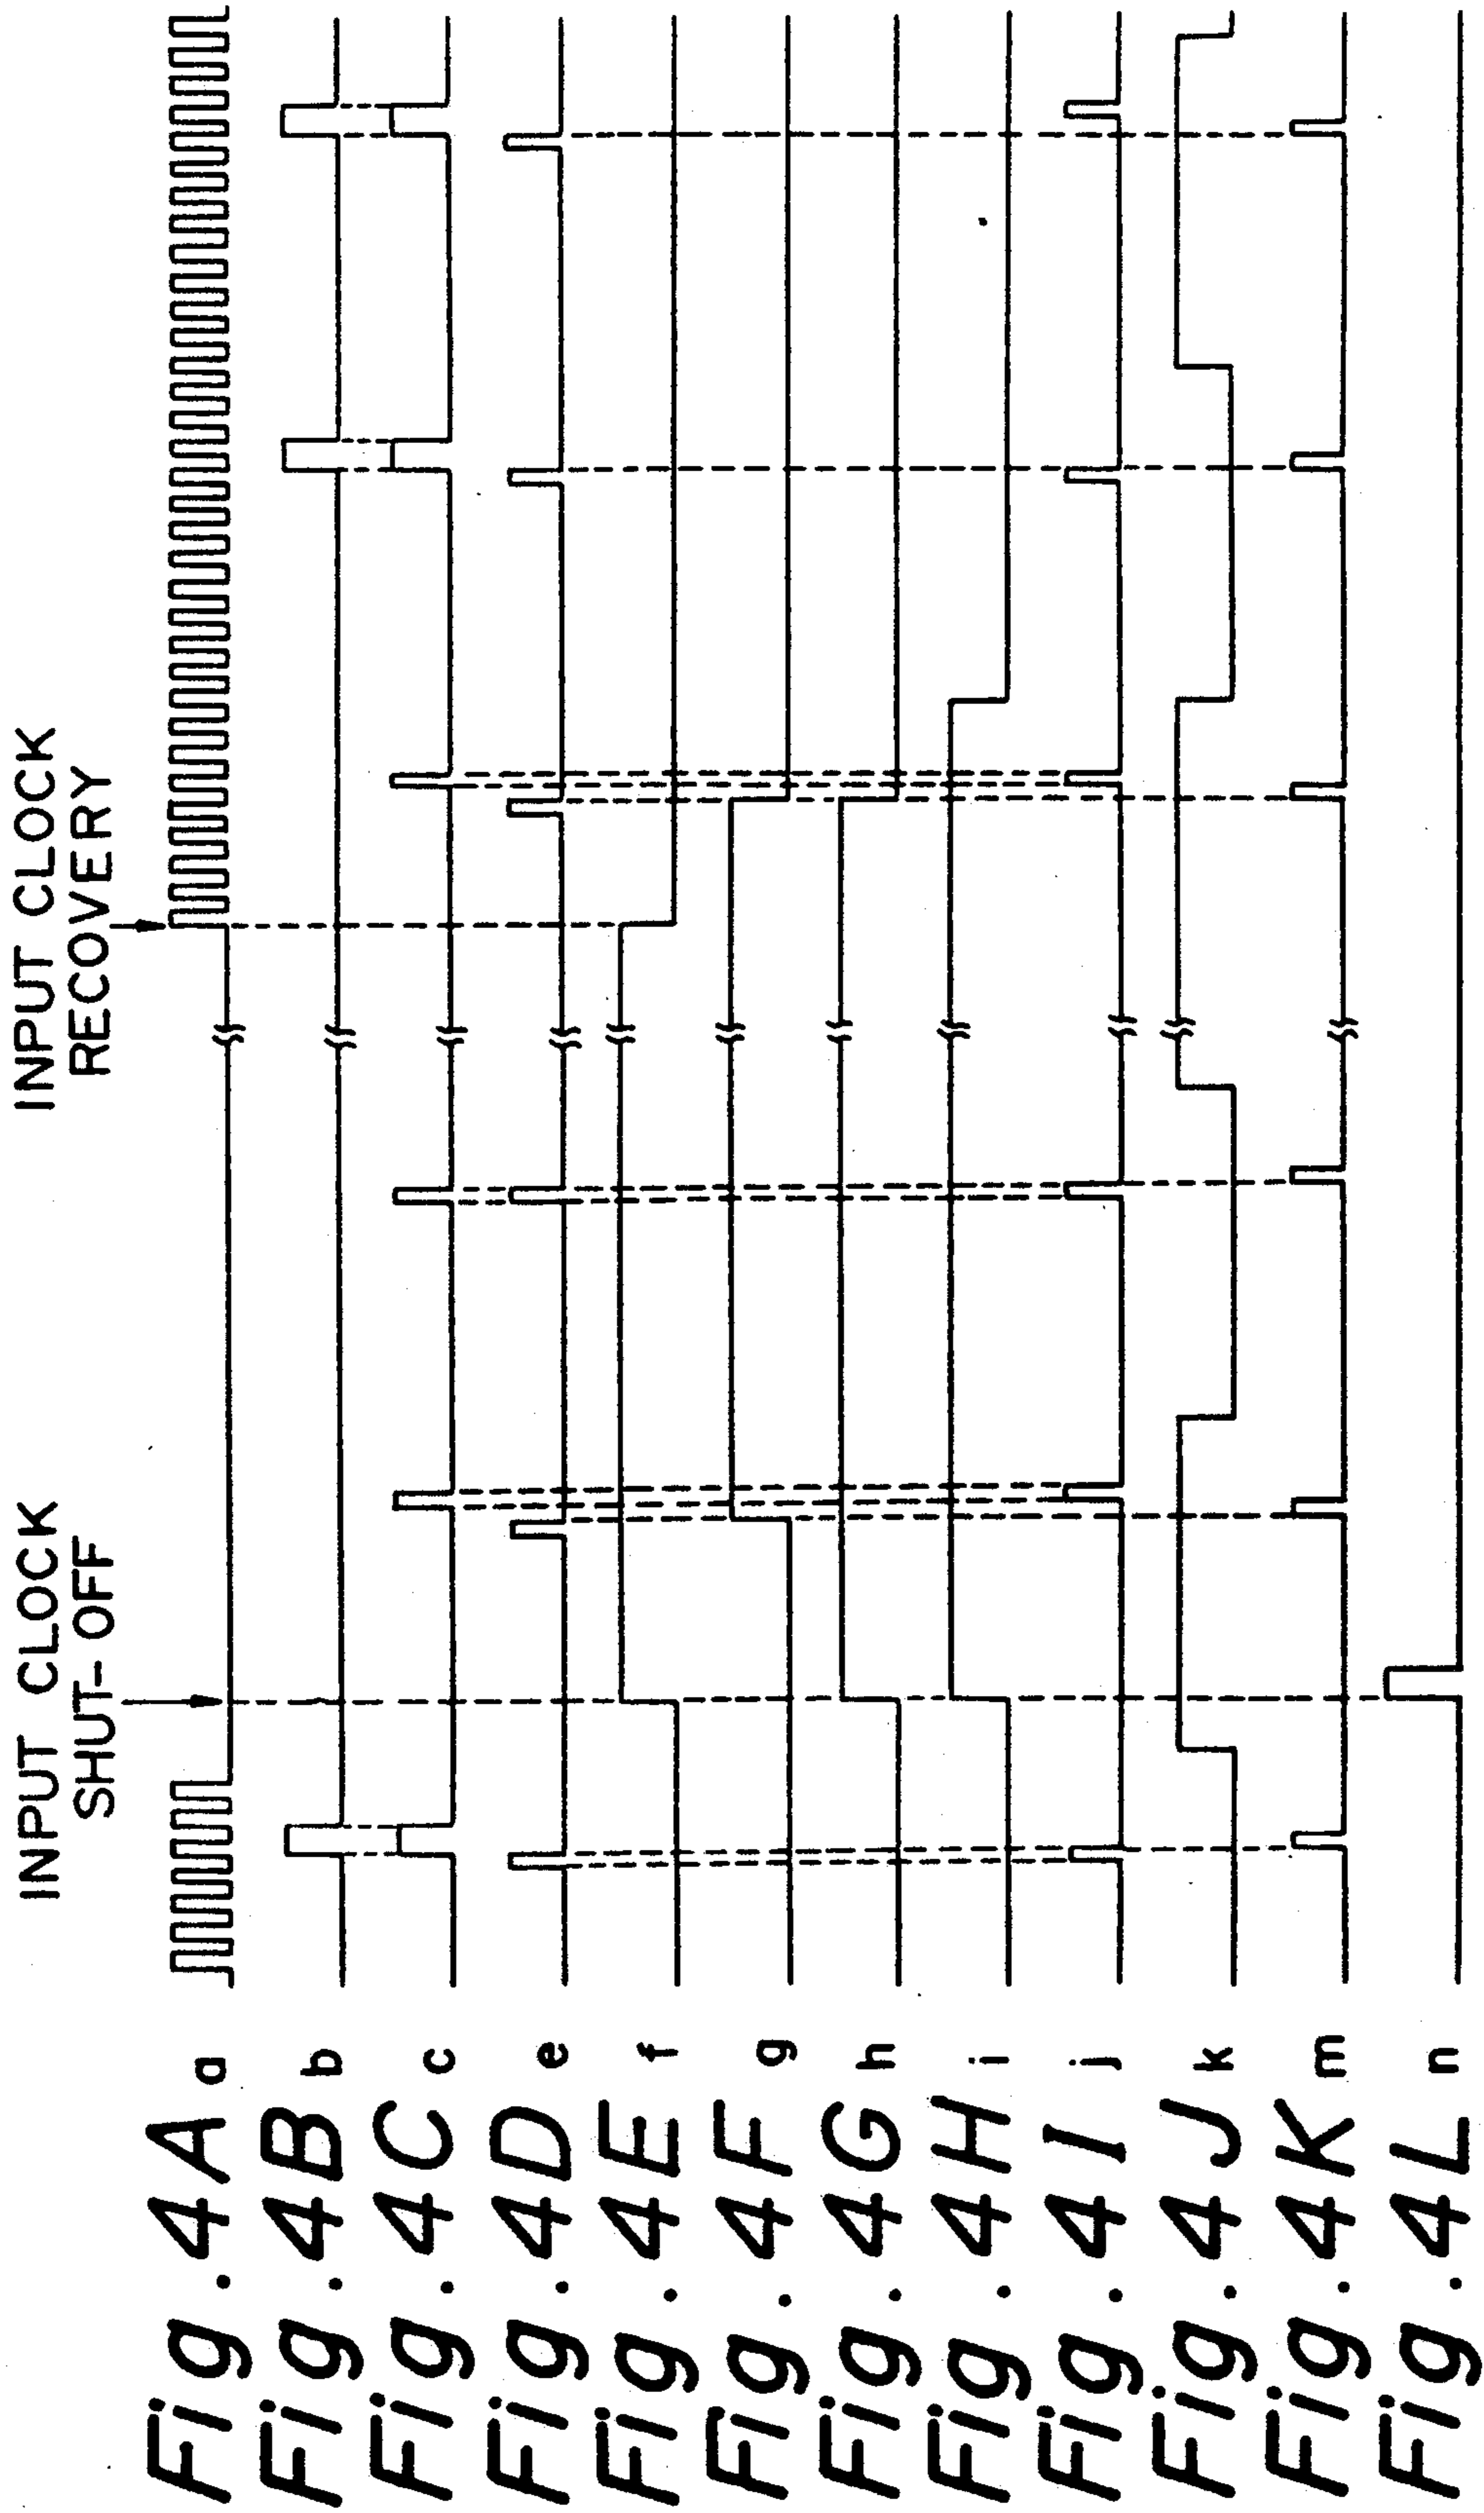 INPUT CLOCK
SHUT-OFF
INPUT CLOCK
RECOVERY
Fig. 4A a
Fig. 4B b
Fig. 4C c
Fig. 4D e
Fig. 4E f
Fig. 4F g
Fig. 4G h
Fig. 4H i
Fig. 4I j
Fig. 4J k
Fig. 4K m
Fig. 4L n